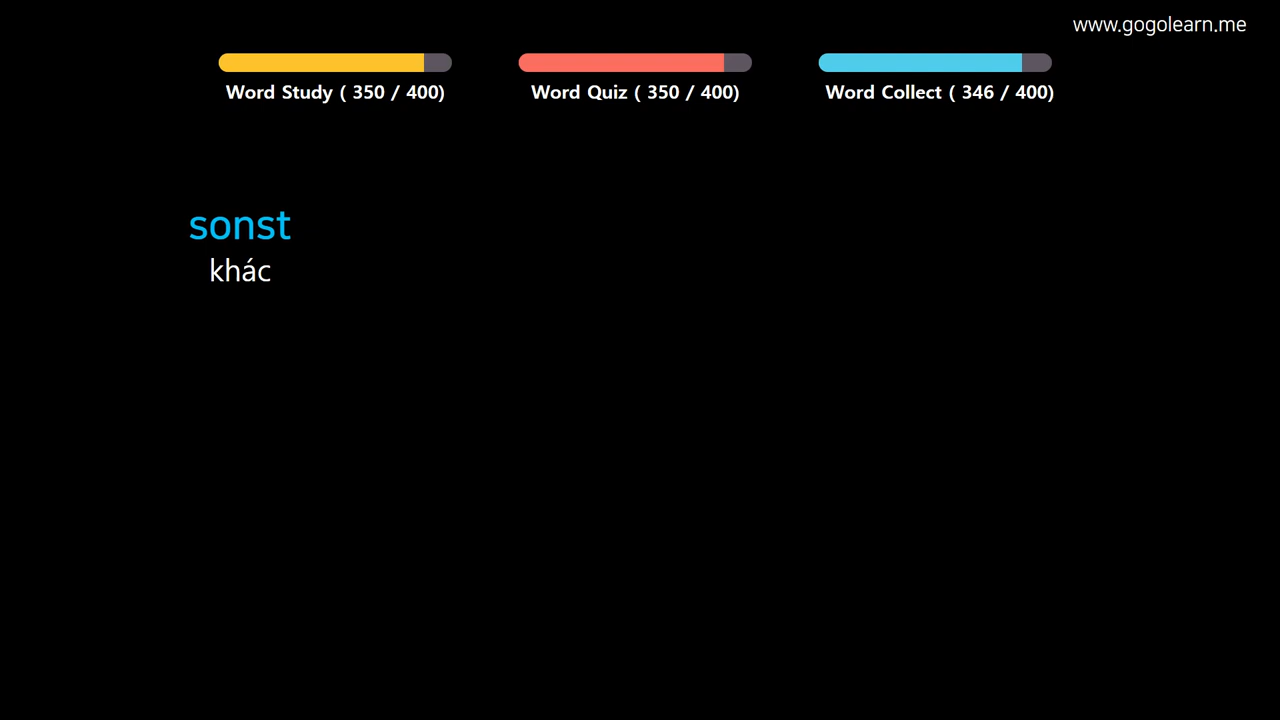 www.gogolearn.me
Word Study ( 350 / 400)
Word Quiz ( 350 / 400)
Word Collect ( 346 / 400)
sonst
khác